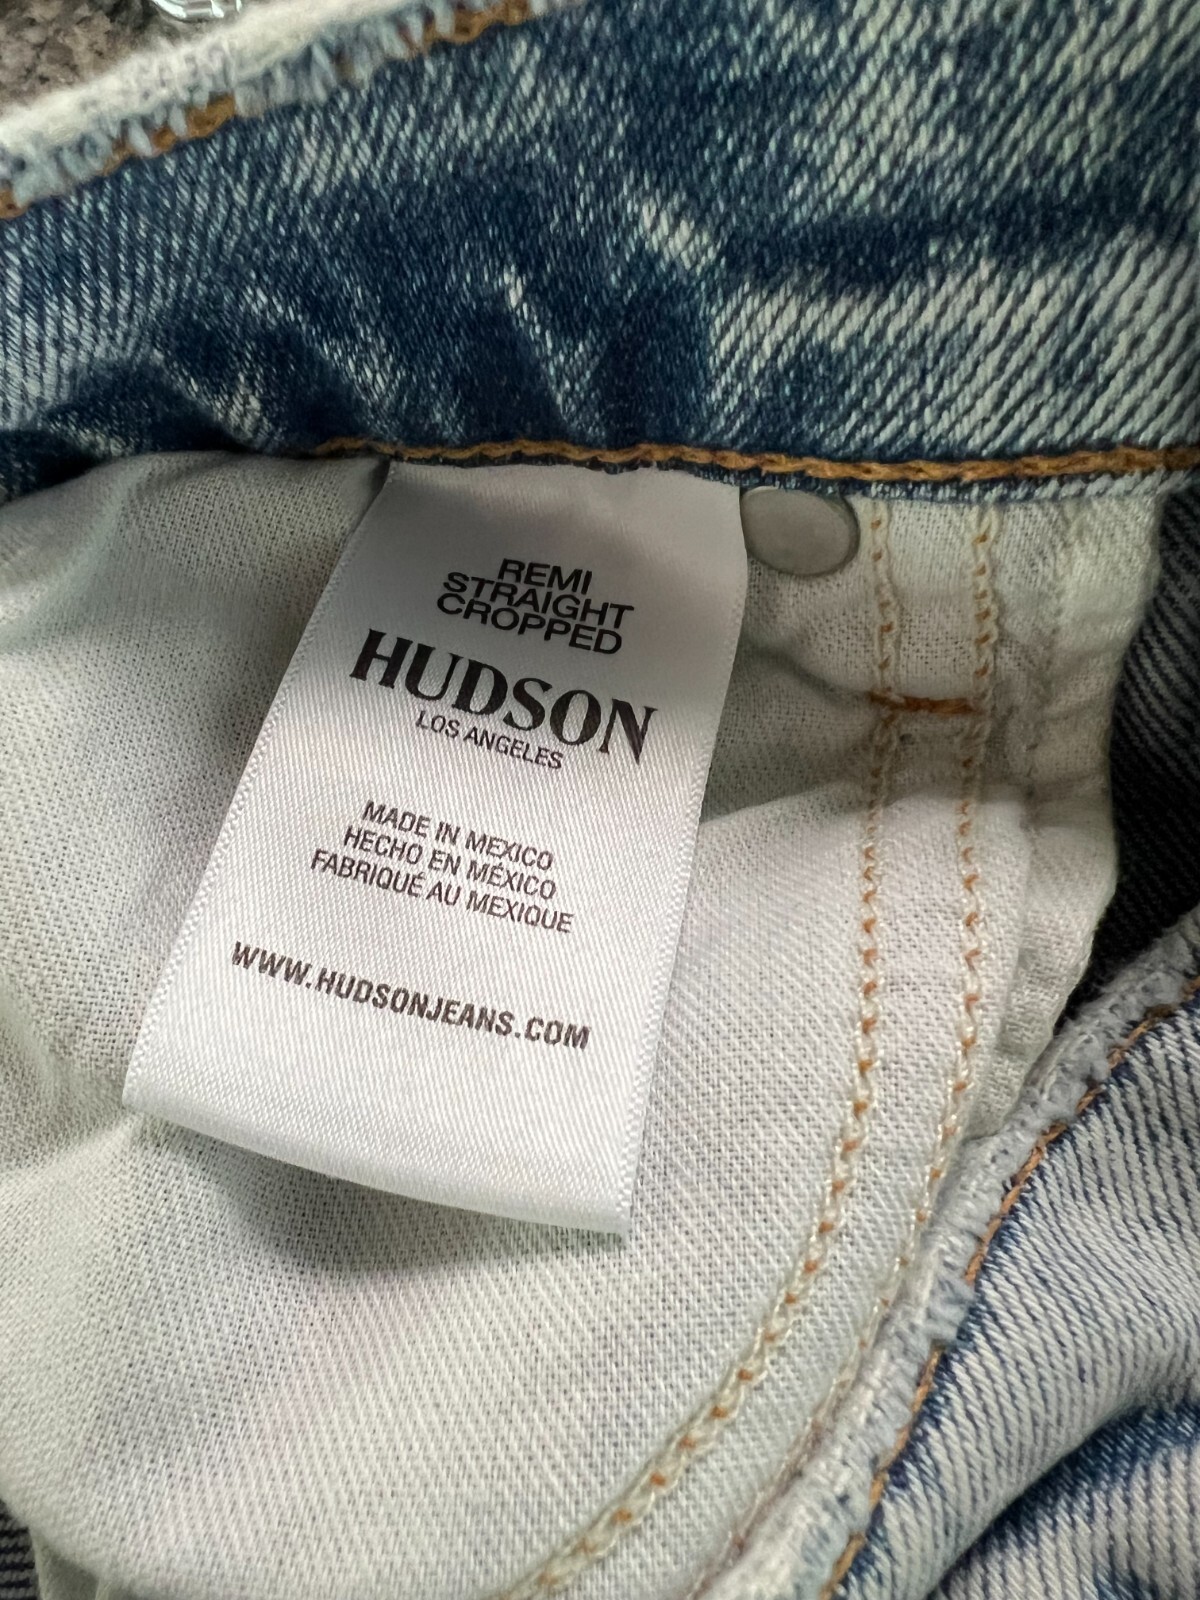 REMI
STRAIGHT
CROPPED
HUDSON
LOS ANGELES
MADE IN MEXICO
HECHO EN MÉXICO
FABRIQUÉ AU MEXIQUE
WWW.HUDSONJEANS.COM